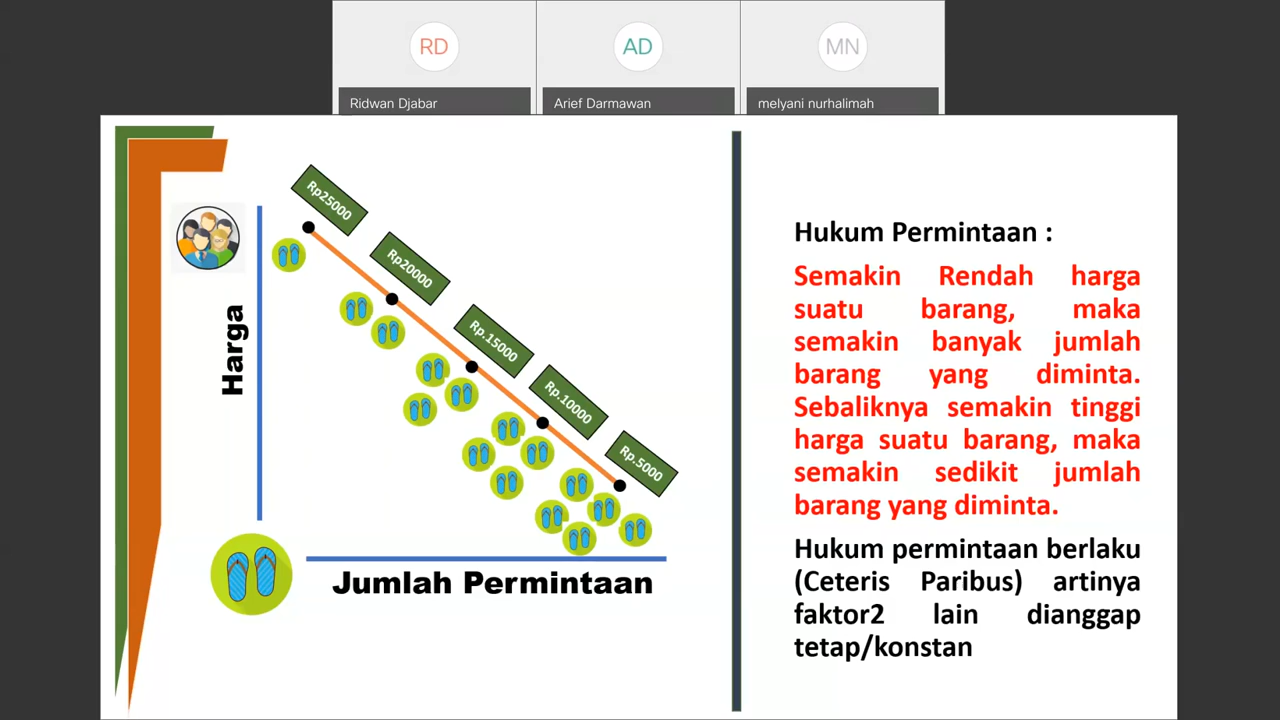 RD
AD
MN
Ridwan Djabar
Arief Darmawan
melyani nurhalimah
Rp25000
Rp20000
Rp.15000
Rp.10000
Rp.5000
Harga
Jumlah Permintaan
Hukum Permintaan :
Semakin Rendah harga
suatu barang, maka
semakin banyak jumlah
barang yang diminta.
Sebaliknya semakin tinggi
harga suatu barang, maka
semakin sedikit jumlah
barang yang diminta.
Hukum permintaan berlaku
(Ceteris Paribus) artinya
faktor2 lain dianggap
tetap/konstan